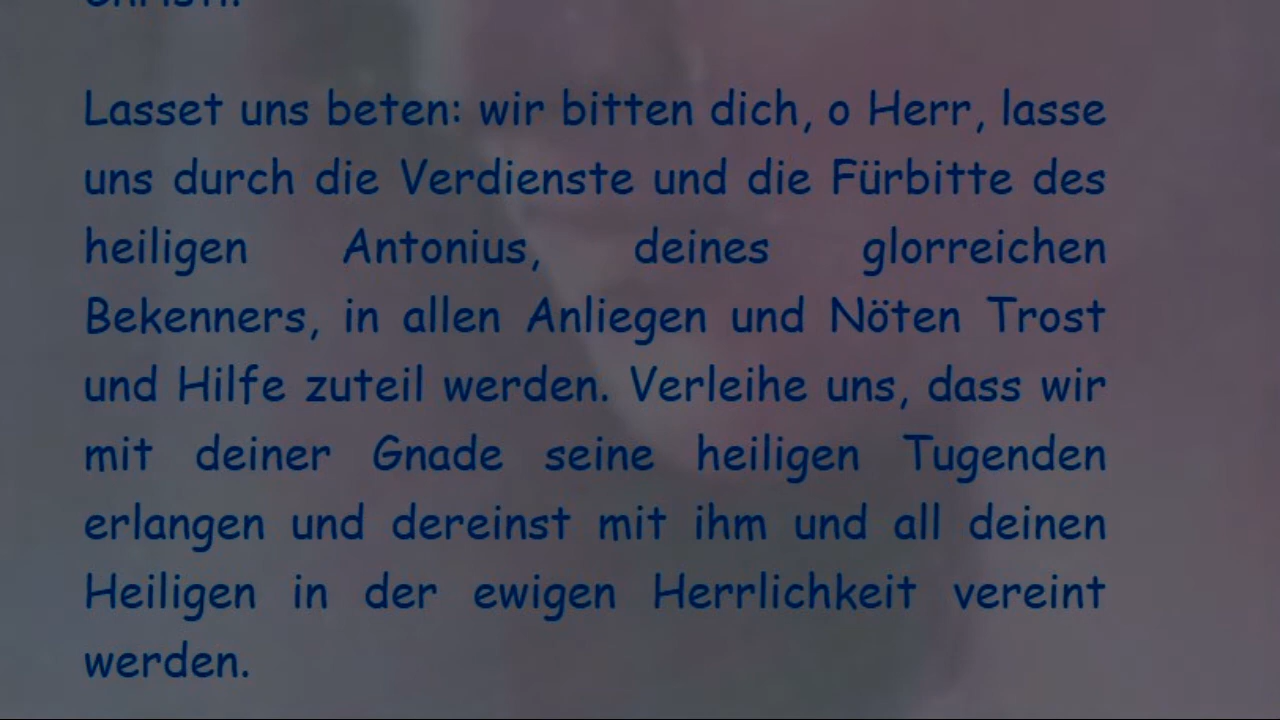 Christi.
Lasset uns beten: wir bitten dich, o Herr, lasse
uns durch die Verdienste und die Fürbitte des
heiligen Antonius, deines glorreichen
Bekenners, in allen Anliegen und Nöten Trost
und Hilfe zuteil werden. Verleihe uns, dass wir
mit deiner Gnade seine heiligen Tugenden
erlangen und dereinst mit ihm und all deinen
Heiligen in der ewigen Herrlichkeit vereint
werden.